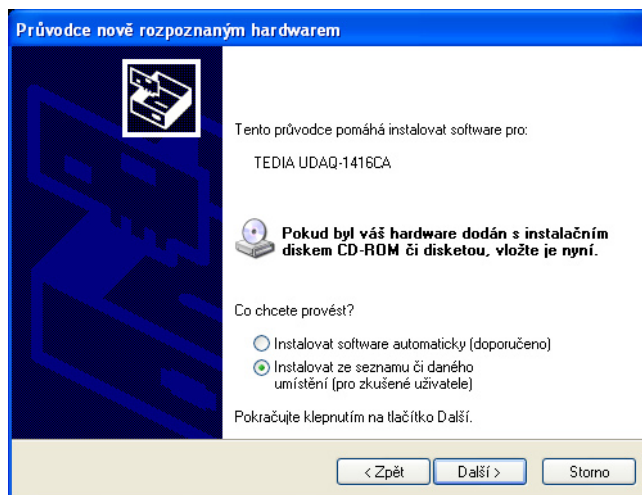 Průvodce nově rozpoznaným hardwarem
Tento průvodce pomáhá instalovat software pro:
TEDIA UDAQ-1416CA
Pokud byl váš hardware dodán s instalačním
diskem CD-ROM či disketou, vložte je nyní.
Co chcete provést?
Instalovat software automaticky (doporučeno)
Instalovat ze seznamu či daného
umístění (pro zkušené uživatele)
Pokračujte klepnutím na tlačítko Další.
< Zpět
Další >
Storno